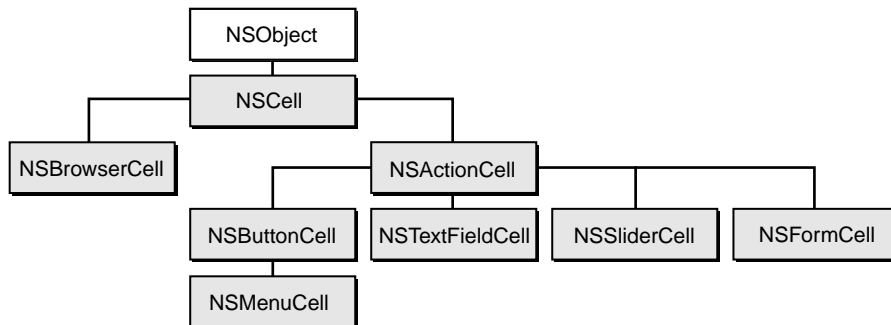 NSObject
NSCell
NSBrowserCell
NSActionCell
NSButtonCell
NSTextFieldCell
NSSliderCell
NSFormCell
NSMenuCell